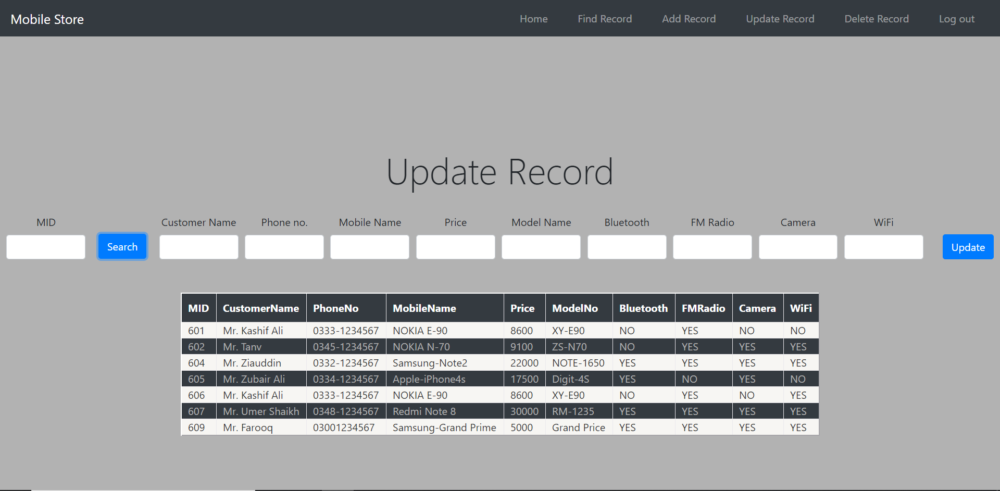 Mobile Store Home Find Record Add Record Update Record Delete Record Log out
Update Record
MID Customer Name Phone no. Mobile Name Price Model Name Bluetooth FM Radio Camera WiFi
Search Update
MID CustomerName PhoneNo MobileName Price ModelNo Bluetooth FMRadio Camera WiFi
601 Mr. Kashif Ali 0333-1234567 NOKIA E-90 8600 XY-E90 NO YES NO NO
602 Mr. Tanv 0345-1234567 NOKIA N-70 9100 ZS-N70 NO YES YES YES
604 Mr. Ziauddin 0332-1234567 Samsung-Note2 22000 NOTE-1650 YES YES YES YES
605 Mr. Zubair Ali 0334-1234567 Apple-iPhone4s 17500 Digit-4S YES NO YES NO
606 Mr. Kashif Ali 0333-1234567 NOKIA E-90 8600 XY-E90 NO YES NO YES
607 Mr. Umer Shaikh 0348-1234567 Redmi Note 8 30000 RM-1235 YES YES YES YES
609 Mr. Farooq 03001234567 Samsung-Grand Prime 5000 Grand Price YES YES YES YES